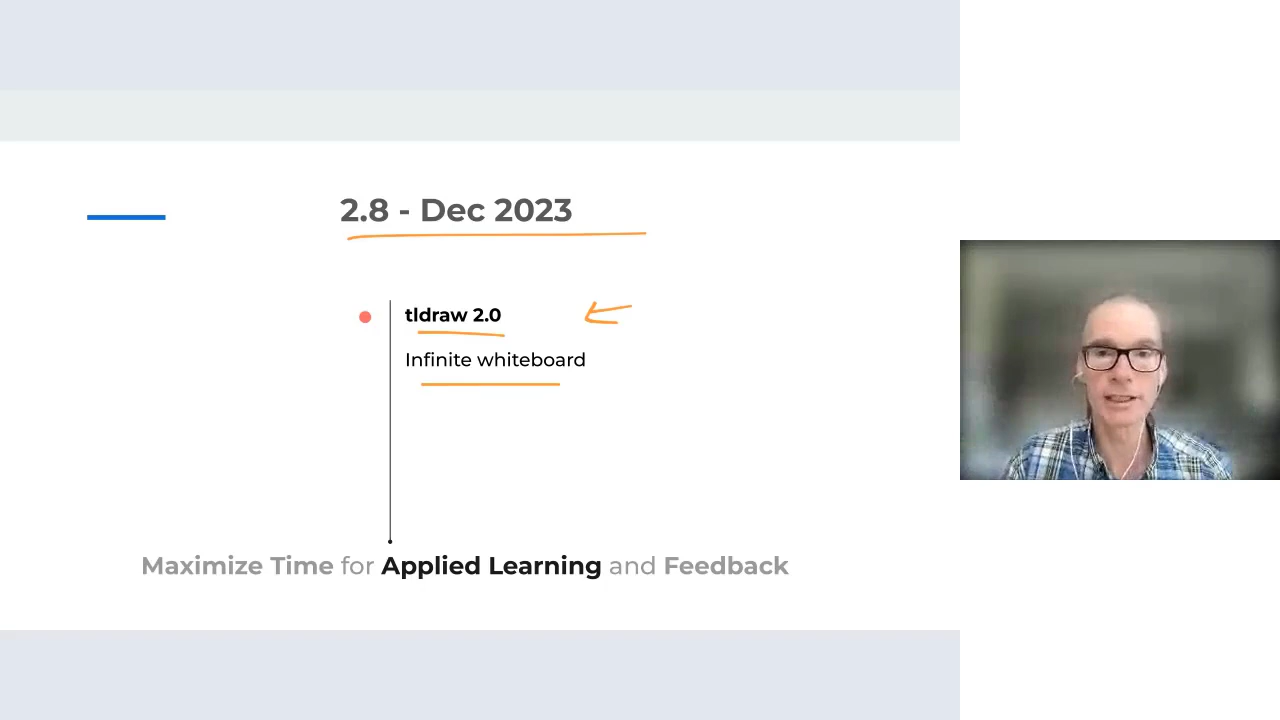 2.8 - Dec 2023
tldraw 2.0
Infinite whiteboard
Maximize Time for Applied Learning and Feedback